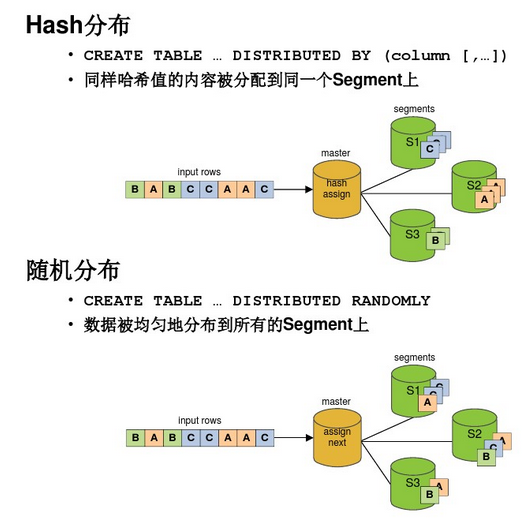 Hash分布
• CREATE TABLE … DISTRIBUTED BY (column [,…])
• 同样哈希值的内容被分配到同一个Segment上
segments
master
input rows
B A B C C A A C
hash
assign
S1
C C C
S2
A A A
S3
B B
随机分布
• CREATE TABLE … DISTRIBUTED RANDOMLY
• 数据被均匀地分布到所有的Segment上
segments
master
input rows
B A B C C A A C
assign
next
S1
C C A
S2
A C B
S3
A B